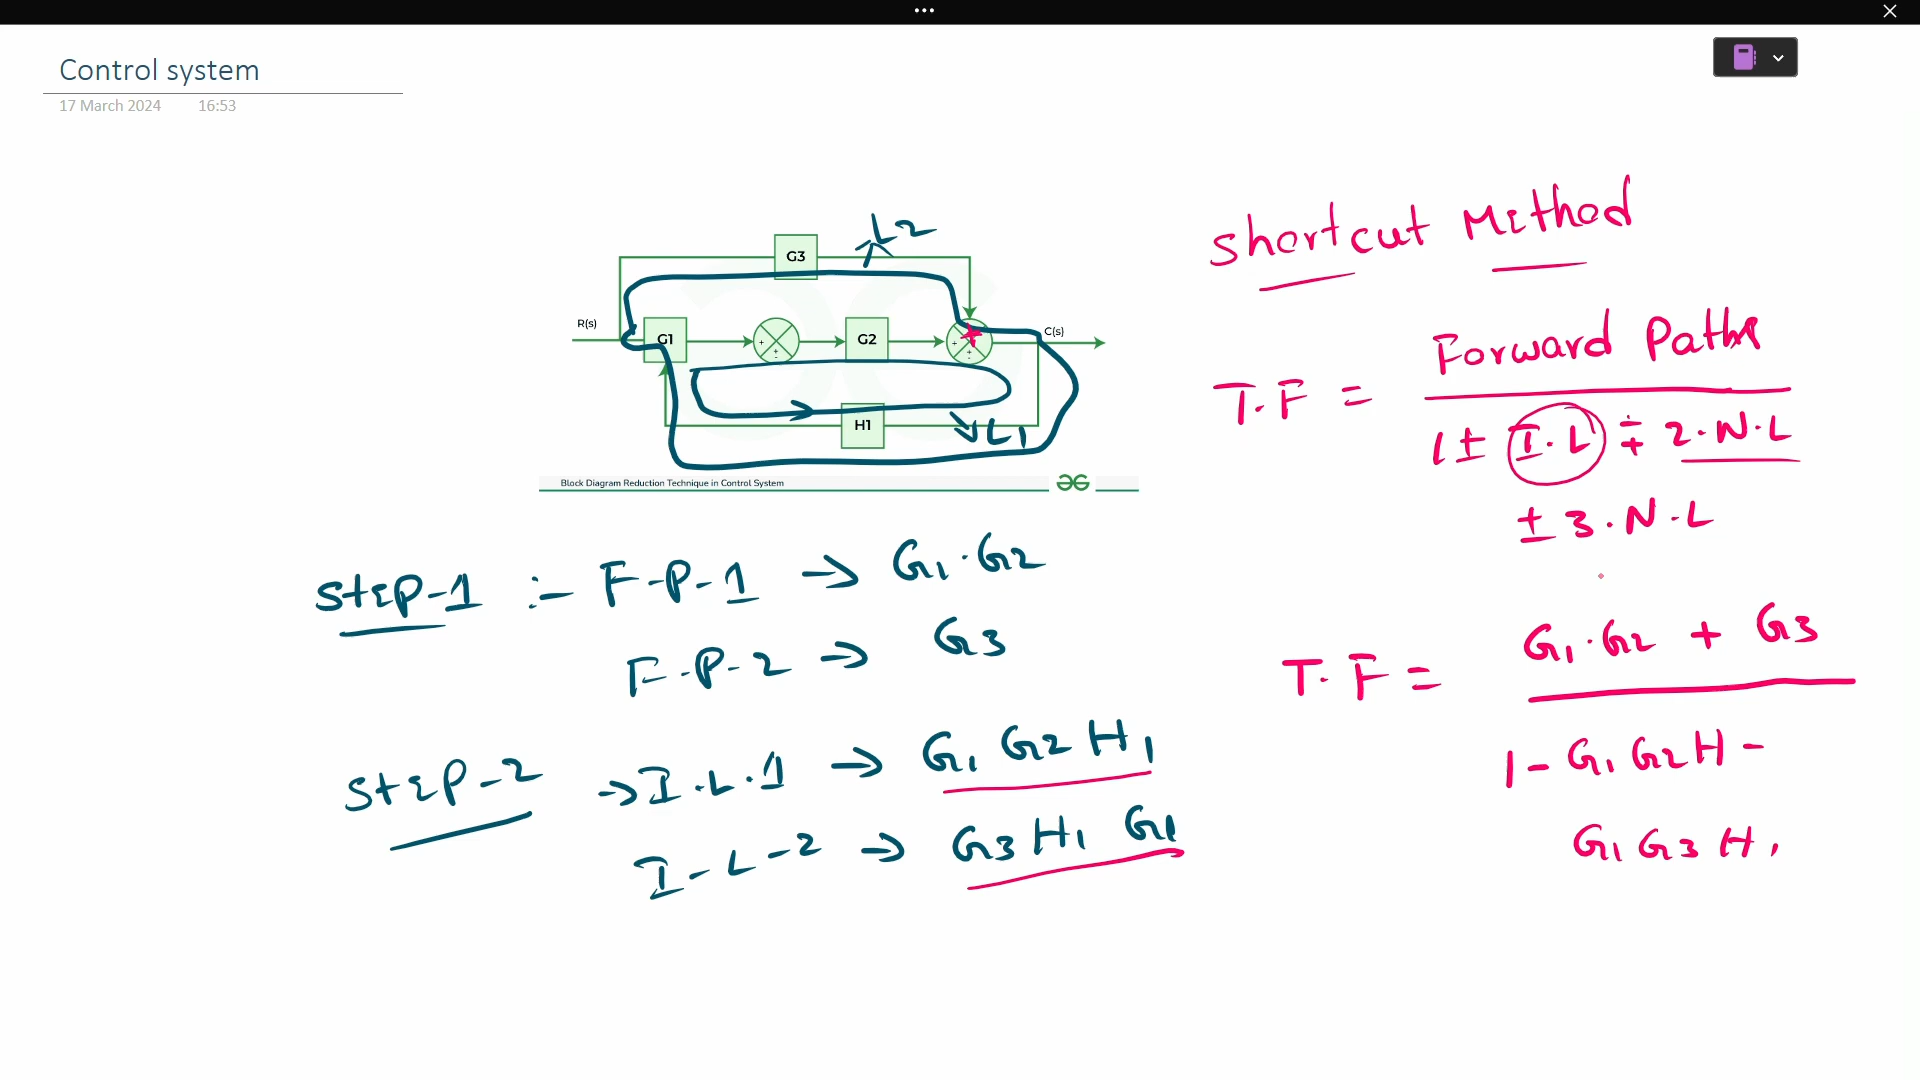 Control system
17 March 2024 16:53
L2
G3
R(s)
G1
G2
C(s)
H1
L1
Block Diagram Reduction Technique in Control System
Shortcut Method
T.F = Forward Paths
1 ± I.L ∓ 2.N.L
± 3.N.L
Step-1 :- F-P-1 → G1.G2
F-P-2 → G3
Step-2 → I.L.1 → G1 G2 H1
I-L-2 → G3 H1 G1
T.F = G1.G2 + G3
1 - G1 G2 H -
G1 G3 H1